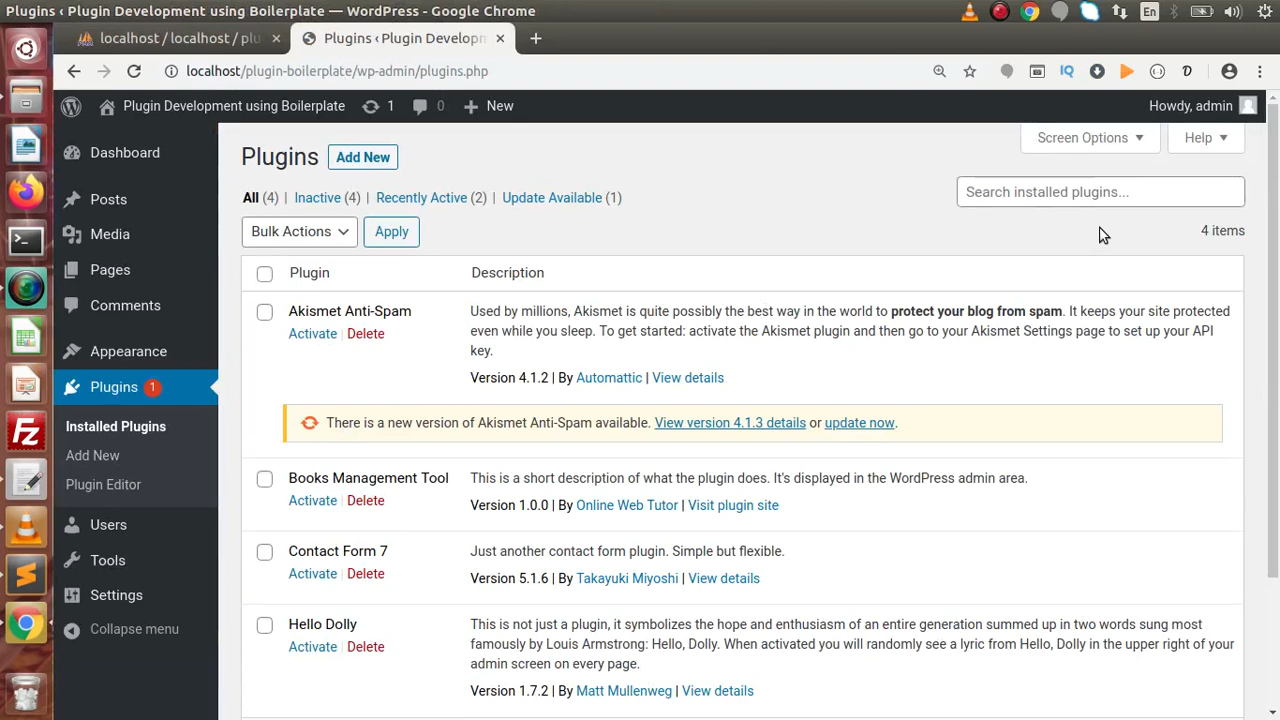 Plugins ‹ Plugin Development using Boilerplate — WordPress - Google Chrome
En
localhost / localhost / plu
Plugins ‹ Plugin Developm
localhost/plugin-boilerplate/wp-admin/plugins.php
IQ
Plugin Development using Boilerplate
1
0
New
Howdy, admin
Dashboard
Posts
Media
Pages
Comments
Appearance
Plugins 1
Installed Plugins
Add New
Plugin Editor
Users
Tools
Settings
Collapse menu
Screen Options
Help
Plugins
Add New
All (4) | Inactive (4) | Recently Active (2) | Update Available (1)
Search installed plugins...
Bulk Actions
Apply
4 items
Plugin
Description
Akismet Anti-Spam
Activate | Delete
Used by millions, Akismet is quite possibly the best way in the world to protect your blog from spam. It keeps your site protected
even while you sleep. To get started: activate the Akismet plugin and then go to your Akismet Settings page to set up your API
key.
Version 4.1.2 | By Automattic | View details
There is a new version of Akismet Anti-Spam available. View version 4.1.3 details or update now.
Books Management Tool
Activate | Delete
This is a short description of what the plugin does. It's displayed in the WordPress admin area.
Version 1.0.0 | By Online Web Tutor | Visit plugin site
Contact Form 7
Activate | Delete
Just another contact form plugin. Simple but flexible.
Version 5.1.6 | By Takayuki Miyoshi | View details
Hello Dolly
Activate | Delete
This is not just a plugin, it symbolizes the hope and enthusiasm of an entire generation summed up in two words sung most
famously by Louis Armstrong: Hello, Dolly. When activated you will randomly see a lyric from Hello, Dolly in the upper right of your
admin screen on every page.
Version 1.7.2 | By Matt Mullenweg | View details